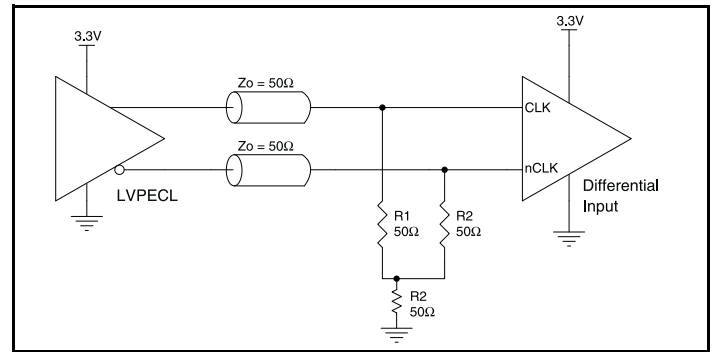 3.3V
3.3V
Zo = 50Ω
CLK
Zo = 50Ω
nCLK
LVPECL
Differential
Input
R1
50Ω
R2
50Ω
R2
50Ω